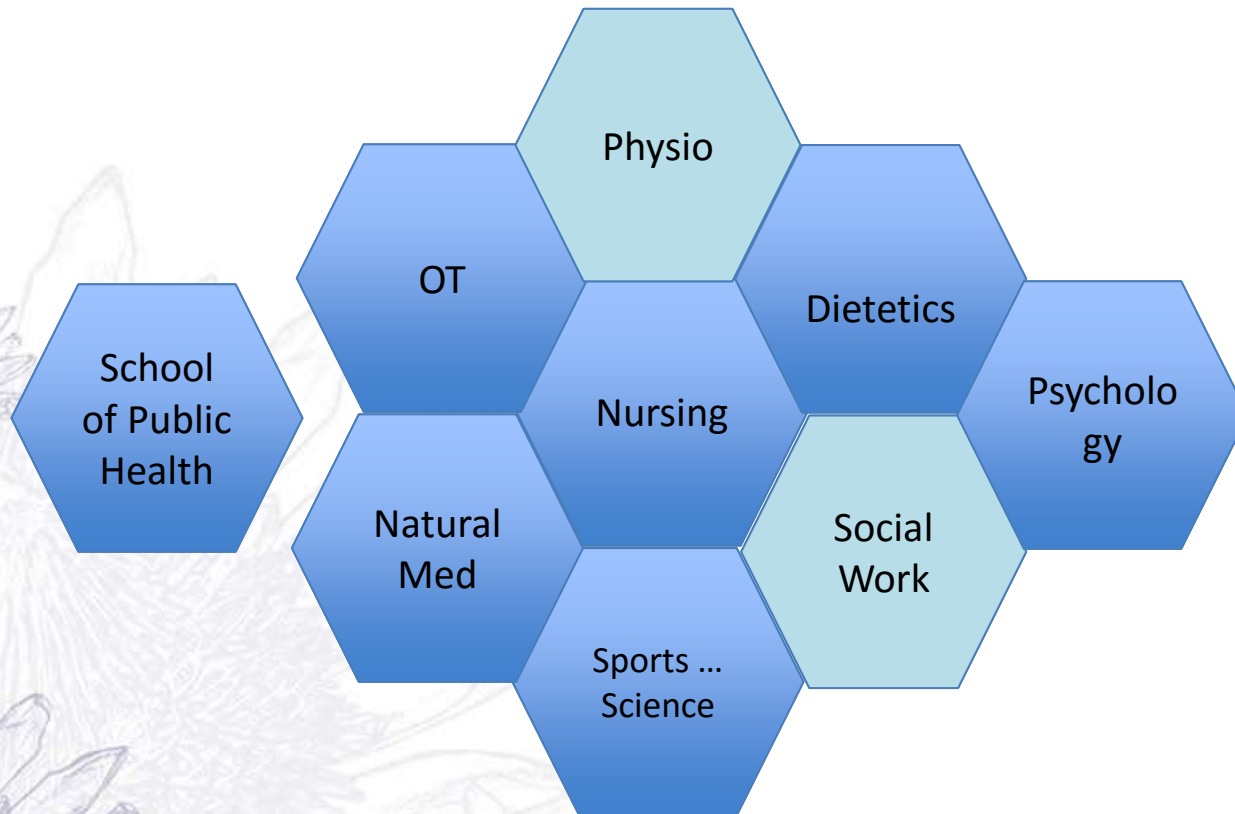 Physio
OT
Dietetics
School
of Public
Health
Nursing
Psycholo
gy
Natural
Med
Social
Work
Sports ...
Science